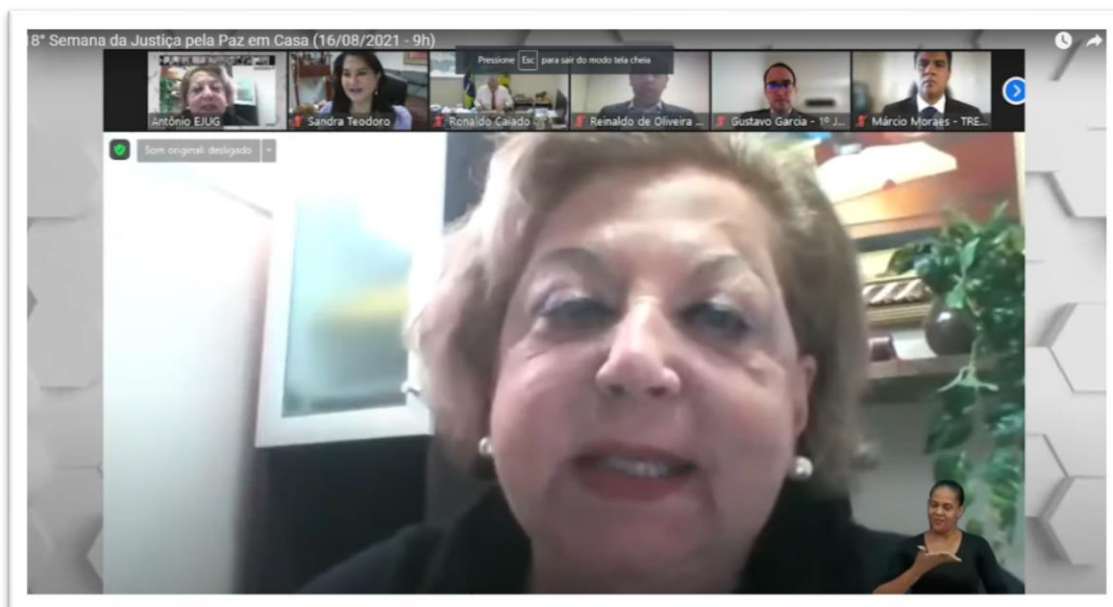 8° Semana da Justiça pela Paz em Casa (16/08/2021 - 9h)
Pressione Esc para sair do modo tela cheia
Antônio EJUG
Sandra Teodoro
Ronaldo Caiado
Reinaldo de Oliveira ...
Gustavo Garcia - 1º J...
Márcio Moraes - TRE...
Som original: desligado